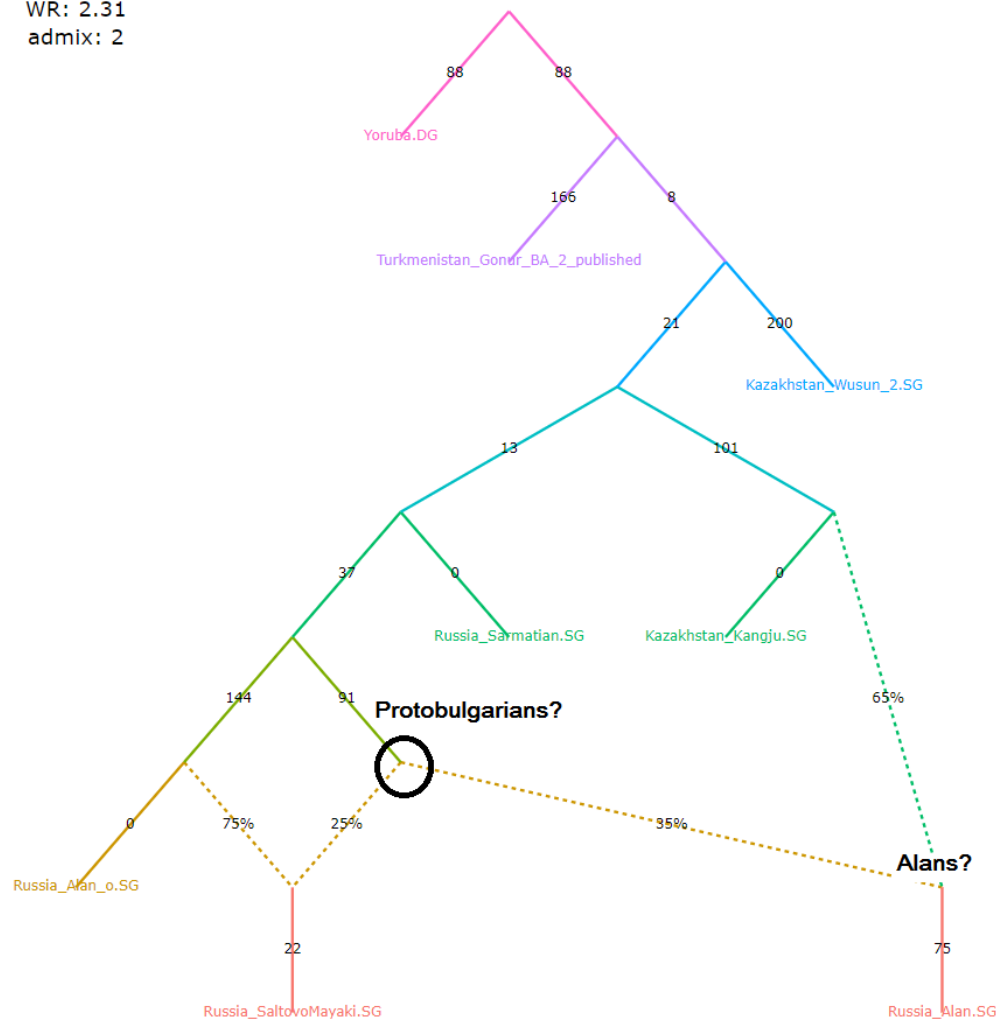 WR: 2.31
admix: 2
88
88
Yoruba.DG
166
8
Turkmenistan_Gonur_BA_2_published
21
200
Kazakhstan_Wusun_2.SG
13
101
37
0
0
Russia_Sarmatian.SG
Kazakhstan_Kangju.SG
144
91
65%
Protobulgarians?
0
75%
25%
35%
Alans?
Russia_Alan_o.SG
22
75
Russia_SaltovoMayaki.SG
Russia_Alan.SG